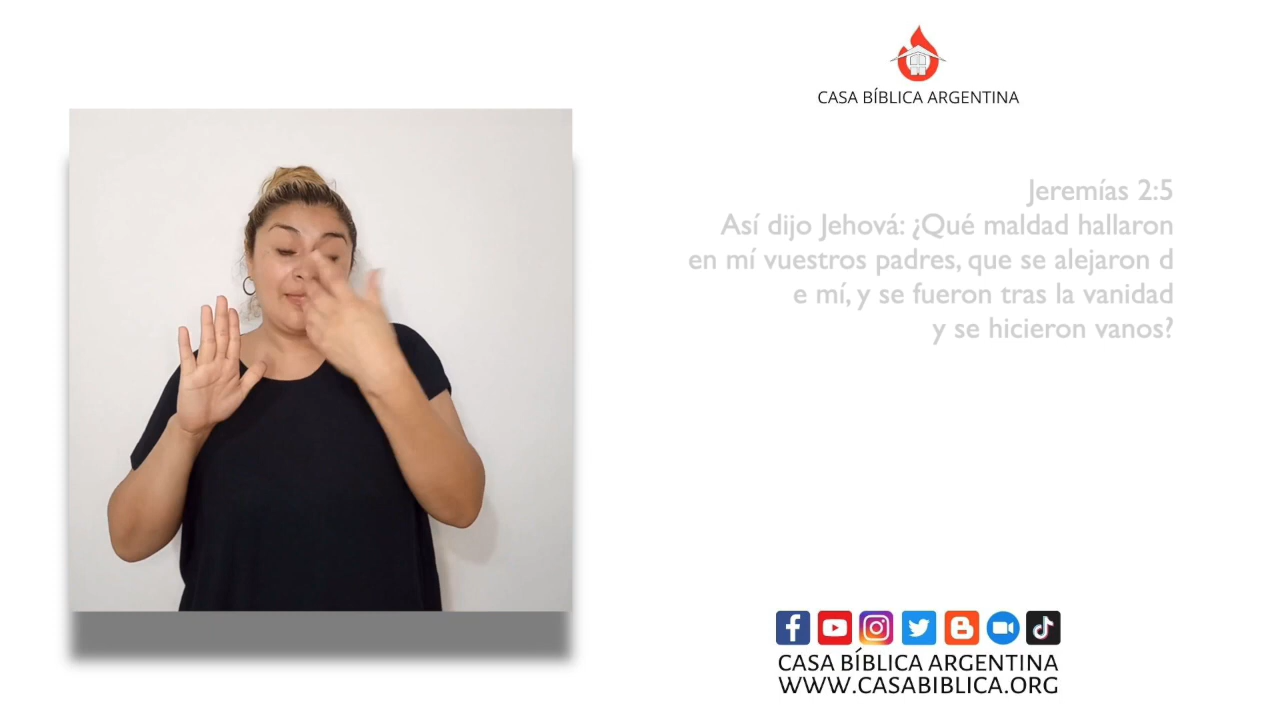 CASA BÍBLICA ARGENTINA
Jeremías 2:5
Así dijo Jehová: ¿Qué maldad hallaron
en mí vuestros padres, que se alejaron d
e mí, y se fueron tras la vanidad
y se hicieron vanos?
CASA BÍBLICA ARGENTINA
WWW.CASABIBLICA.ORG